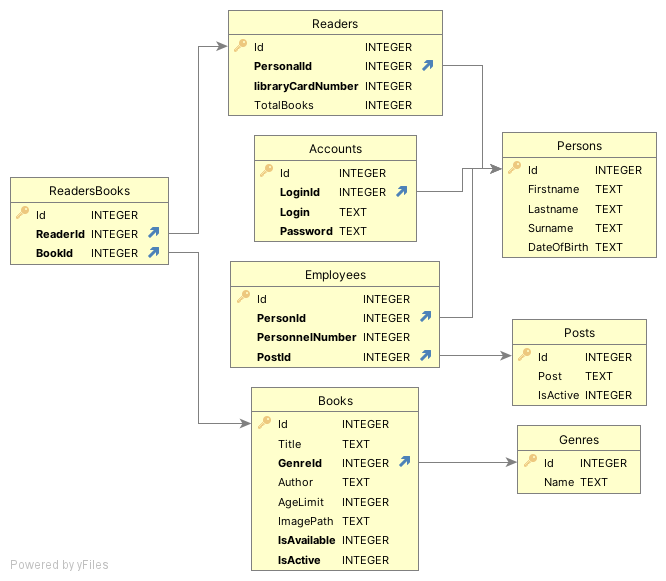 Readers
Id INTEGER
PersonalId INTEGER
libraryCardNumber INTEGER
TotalBooks INTEGER
Accounts
Id INTEGER
LoginId INTEGER
Login TEXT
Password TEXT
Persons
Id INTEGER
Firstname TEXT
Lastname TEXT
Surname TEXT
DateOfBirth TEXT
ReadersBooks
Id INTEGER
ReaderId INTEGER
BookId INTEGER
Employees
Id INTEGER
PersonId INTEGER
PersonnelNumber INTEGER
PostId INTEGER
Posts
Id INTEGER
Post TEXT
IsActive INTEGER
Books
Id INTEGER
Title TEXT
GenreId INTEGER
Author TEXT
AgeLimit INTEGER
ImagePath TEXT
IsAvailable INTEGER
IsActive INTEGER
Genres
Id INTEGER
Name TEXT
Powered by yFiles